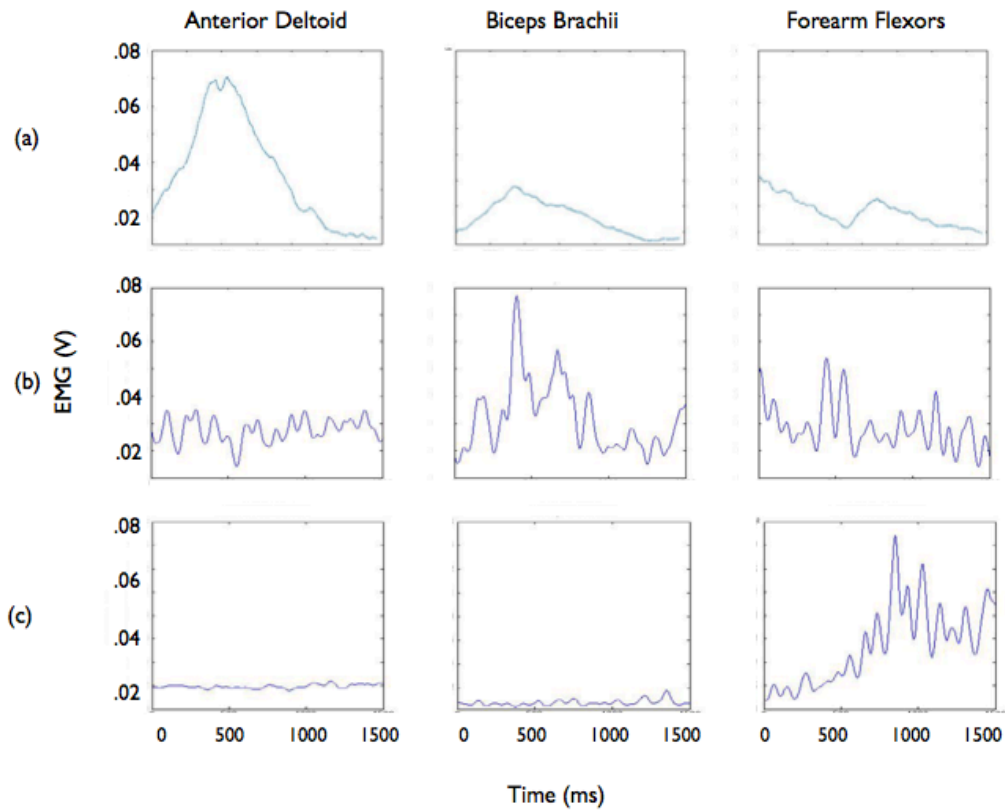 Anterior Deltoid Biceps Brachii Forearm Flexors
(a)
.08
.06
.04
.02
(b)
.08
.06
.04
.02
EMG (V)
(c)
.08
.06
.04
.02
0 500 1000 1500 0 500 1000 1500 0 500 1000 1500
Time (ms)